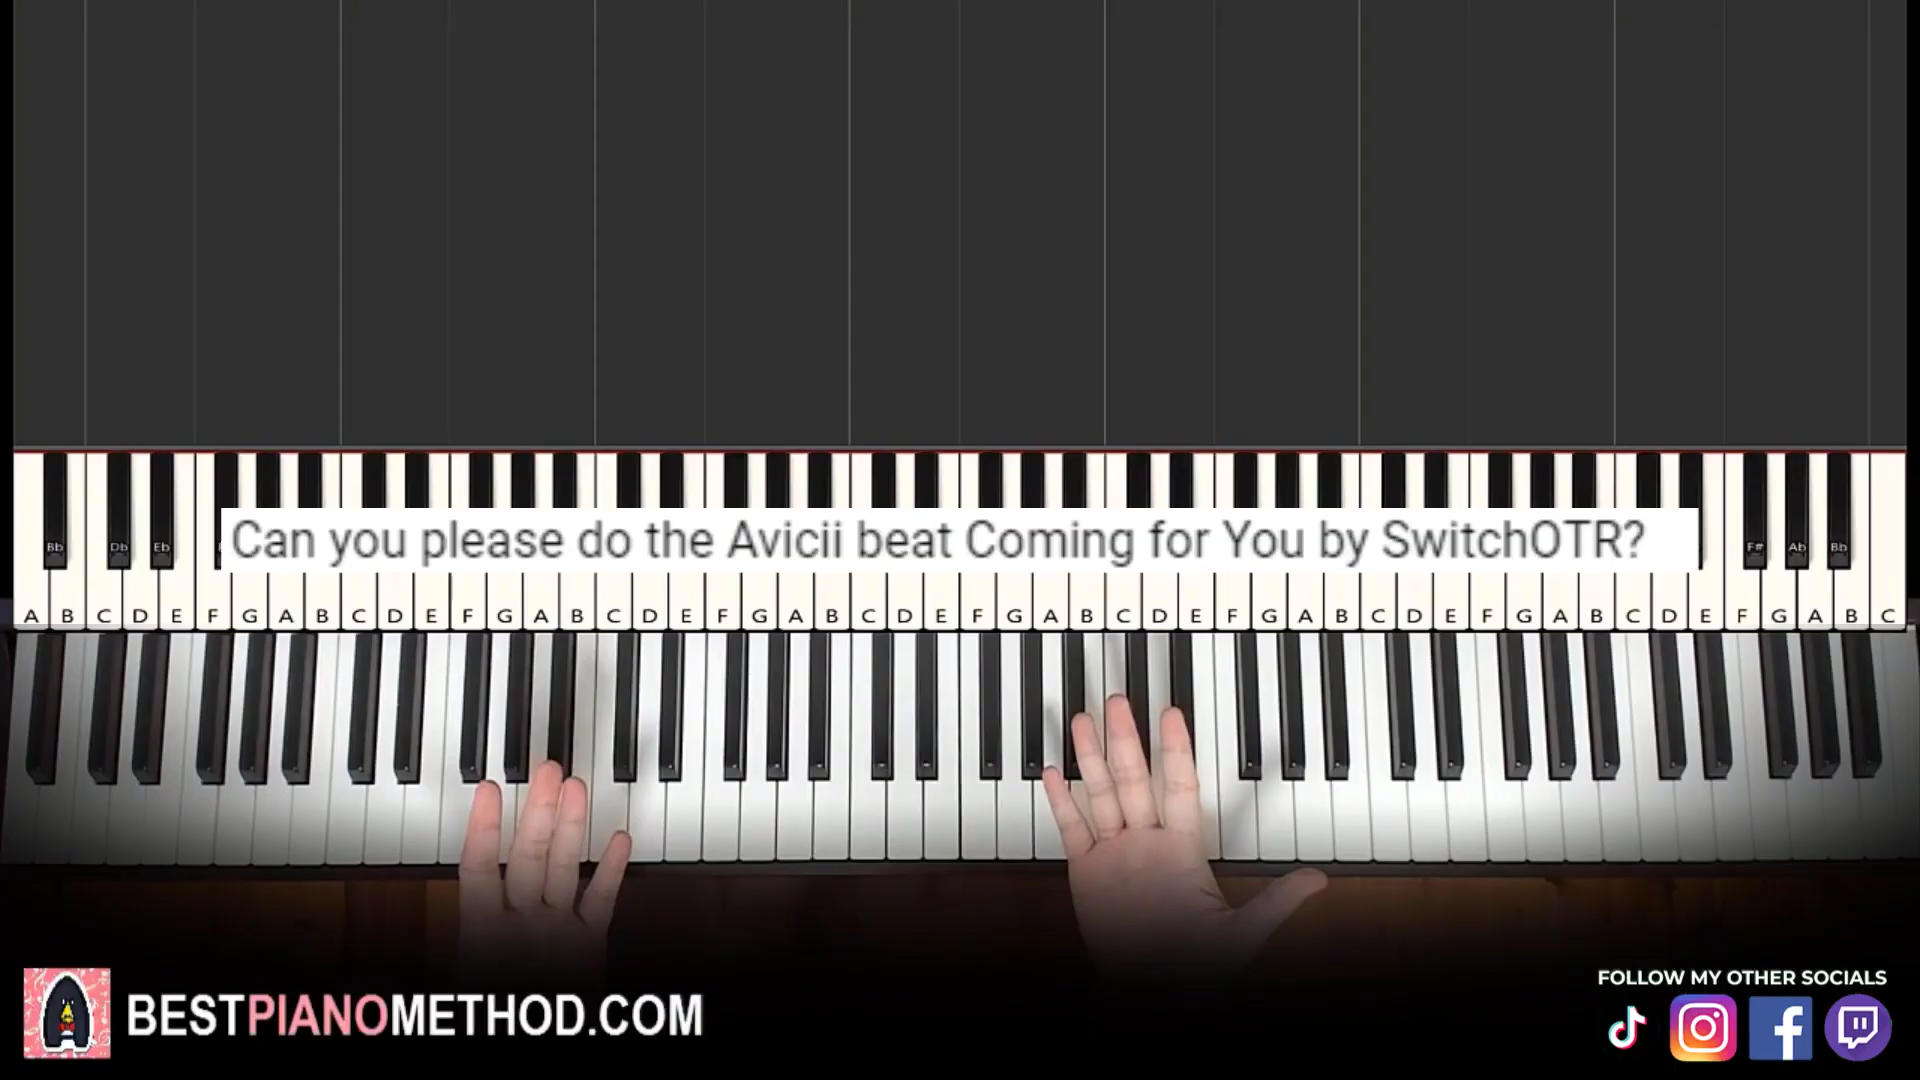 Can you please do the Avicii beat Coming for You by SwitchOTR?
Bb Db Eb F# Ab Bb
A B C D E F G A B C D E F G A B C D E F G A B C D E F G A B C D E F G A B C D E F G A B C D E F G A B C
BESTPIANOMETHOD.COM
FOLLOW MY OTHER SOCIALS